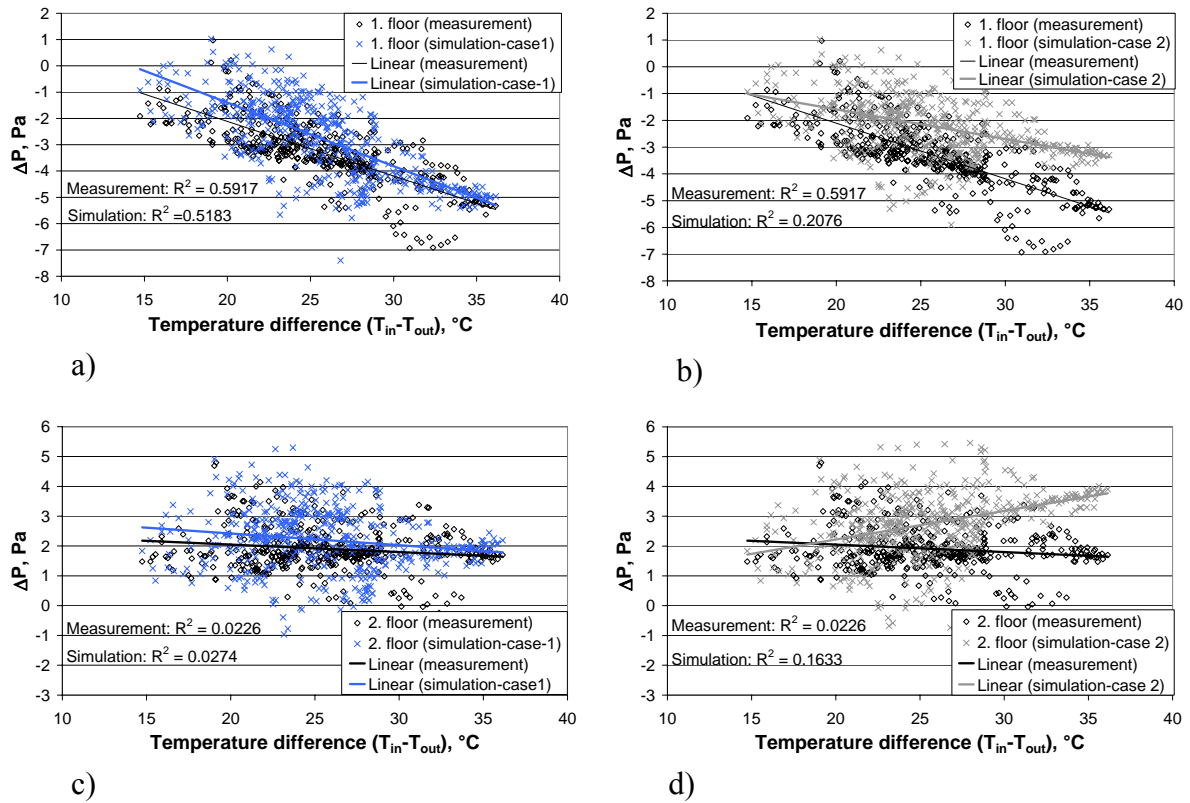 2
1
0
-1
-2
-3
-4
-5
-6
-7
-8
ΔP, Pa
1. floor (measurement)
1. floor (simulation-case1)
Linear (measurement)
Linear (simulation-case-1)
Measurement: R² = 0.5917
Simulation: R² =0.5183
10 15 20 25 30 35 40
Temperature difference (Tin-Tout), °C
a)
2
1
0
-1
-2
-3
-4
-5
-6
-7
-8
ΔP, Pa
1. floor (measurement)
1. floor (simulation-case 2)
Linear (measurement)
Linear (simulation-case 2)
Measurement: R² = 0.5917
Simulation: R² = 0.2076
10 15 20 25 30 35 40
Temperature difference (Tin-Tout), °C
b)
6
5
4
3
2
1
0
-1
-2
-3
ΔP, Pa
Measurement: R² = 0.0226
Simulation: R² = 0.0274
2. floor (measurement)
2. floor (simulation-case-1)
Linear (measurement)
Linear (simulation-case1)
10 15 20 25 30 35 40
Temperature difference (Tin-Tout), °C
c)
6
5
4
3
2
1
0
-1
-2
-3
ΔP, Pa
Measurement: R² = 0.0226
Simulation: R² = 0.1633
2. floor (measurement)
2. floor (simulation-case 2)
Linear (measurement)
Linear (simulation-case 2)
10 15 20 25 30 35 40
Temperature difference (Tin-Tout), °C
d)